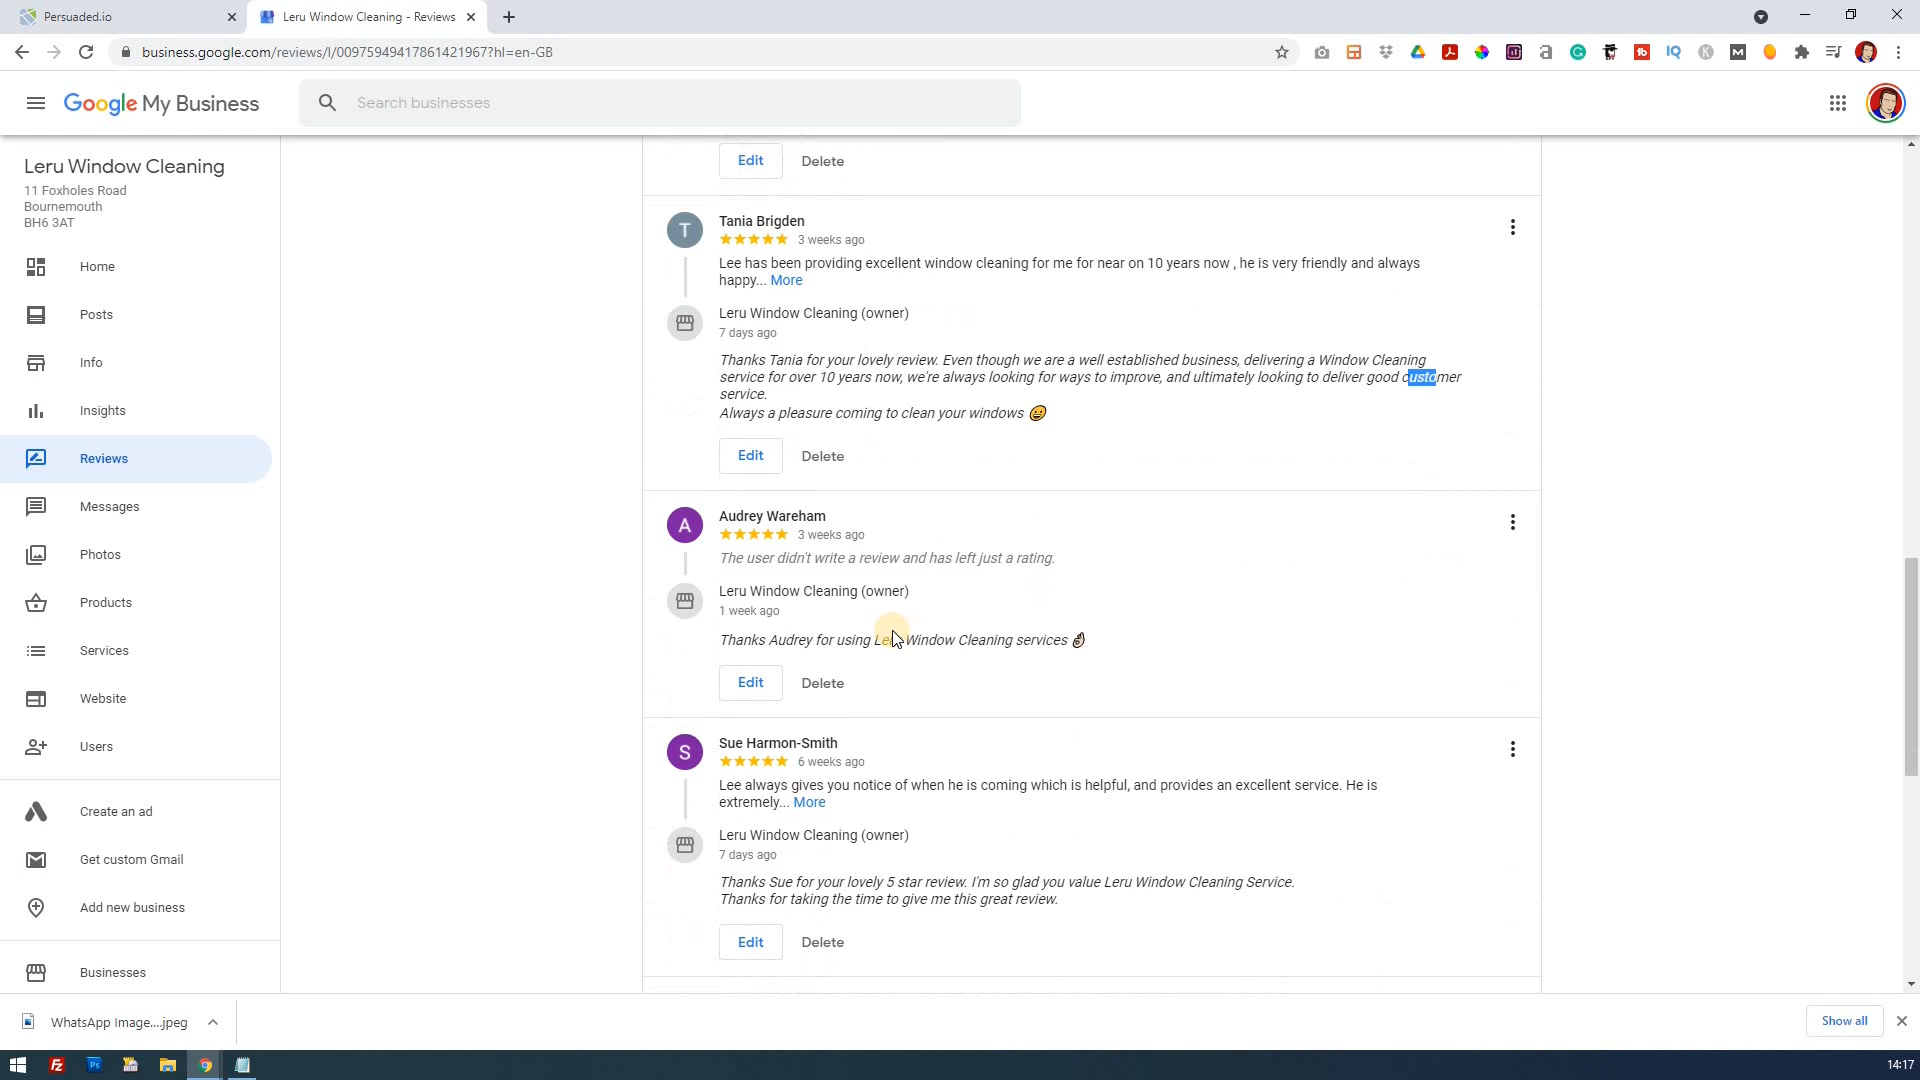 Persuaded.io
Leru Window Cleaning - Reviews
business.google.com/reviews/l/00975949417861421967?hl=en-GB
Google My Business
Search businesses
Leru Window Cleaning
11 Foxholes Road
Bournemouth
BH6 3AT
Home
Posts
Info
Insights
Reviews
Messages
Photos
Products
Services
Website
Users
Create an ad
Get custom Gmail
Add new business
Businesses
Edit Delete
T
Tania Brigden
3 weeks ago
Lee has been providing excellent window cleaning for me for near on 10 years now , he is very friendly and always
happy... More
Leru Window Cleaning (owner)
7 days ago
Thanks Tania for your lovely review. Even though we are a well established business, delivering a Window Cleaning
service for over 10 years now, we're always looking for ways to improve, and ultimately looking to deliver good customer
service.
Always a pleasure coming to clean your windows 😀
Edit Delete
A
Audrey Wareham
3 weeks ago
The user didn't write a review and has left just a rating.
Leru Window Cleaning (owner)
1 week ago
Thanks Audrey for using Leru Window Cleaning services 👌
Edit Delete
S
Sue Harmon-Smith
6 weeks ago
Lee always gives you notice of when he is coming which is helpful, and provides an excellent service. He is
extremely... More
Leru Window Cleaning (owner)
7 days ago
Thanks Sue for your lovely 5 star review. I'm so glad you value Leru Window Cleaning Service.
Thanks for taking the time to give me this great review.
Edit Delete
WhatsApp Image....jpeg
Show all
14:17